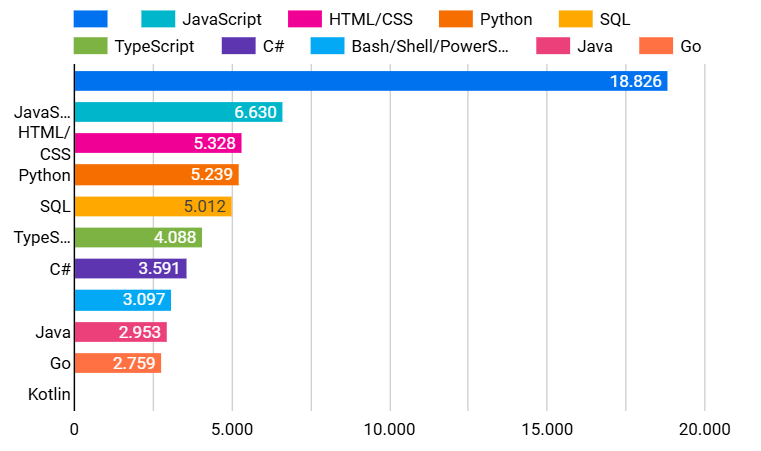 JavaScript HTML/CSS Python SQL
TypeScript C# Bash/Shell/PowerS... Java Go
18.826
JavaS... 6.630
HTML/
CSS 5.328
Python 5.239
SQL 5.012
TypeS... 4.088
C# 3.591
3.097
Java 2.953
Go 2.759
Kotlin
0 5.000 10.000 15.000 20.000